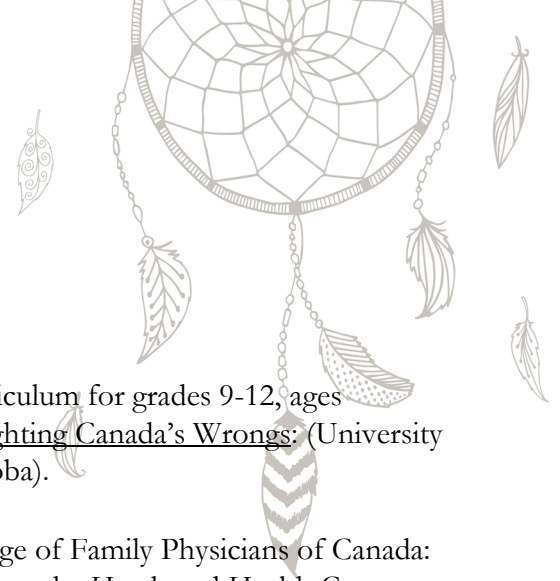 iculum for grades 9-12, ages
ghting Canada's Wrongs: (University
oba).
ge of Family Physicians of Canada: